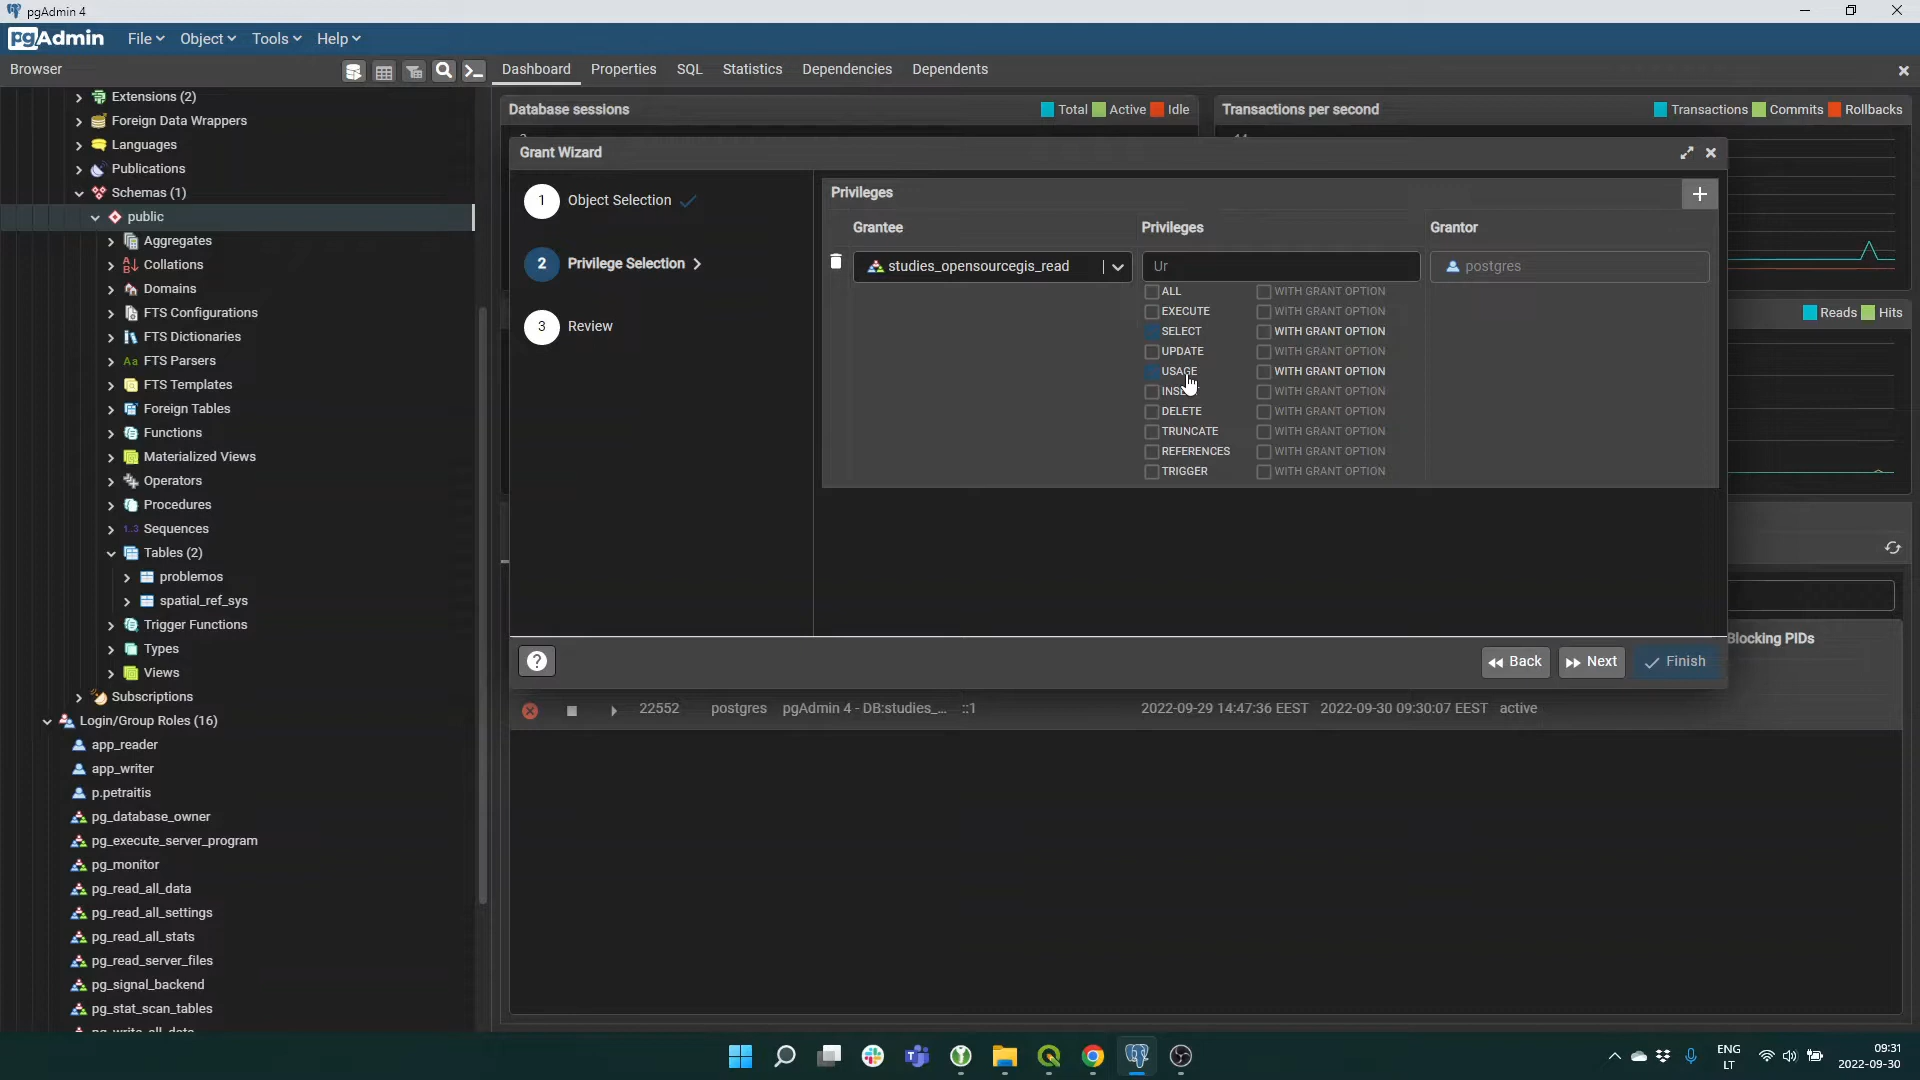 pgAdmin 4
pgAdmin File Object Tools Help
Browser
Dashboard Properties SQL Statistics Dependencies Dependents
Extensions (2)
Foreign Data Wrappers
Languages
Publications
Schemas (1)
public
Aggregates
Collations
Domains
FTS Configurations
FTS Dictionaries
Aa FTS Parsers
FTS Templates
Foreign Tables
Functions
Materialized Views
Operators
Procedures
1..3 Sequences
Tables (2)
problemos
spatial_ref_sys
Trigger Functions
Types
Views
Subscriptions
Login/Group Roles (16)
app_reader
app_writer
p.petraitis
pg_database_owner
pg_execute_server_program
pg_monitor
pg_read_all_data
pg_read_all_settings
pg_read_all_stats
pg_read_server_files
pg_signal_backend
pg_stat_scan_tables
Database sessions Total Active Idle
Transactions per second Transactions Commits Rollbacks
Grant Wizard
1 Object Selection
2 Privilege Selection
3 Review
Privileges
Grantee Privileges Grantor
studies_opensourcegis_read Ur postgres
ALL WITH GRANT OPTION
EXECUTE WITH GRANT OPTION
SELECT WITH GRANT OPTION
UPDATE WITH GRANT OPTION
USAGE WITH GRANT OPTION
WITH GRANT OPTION
DELETE WITH GRANT OPTION
TRUNCATE WITH GRANT OPTION
REFERENCES WITH GRANT OPTION
TRIGGER WITH GRANT OPTION
Reads Hits
Blocking PIDs
? Back Next Finish
22552 postgres pgAdmin 4 - DB:studies_... ::1 2022-09-29 14:47:36 EEST 2022-09-30 09:30:07 EEST active
ENG
LT
09:31
2022-09-30